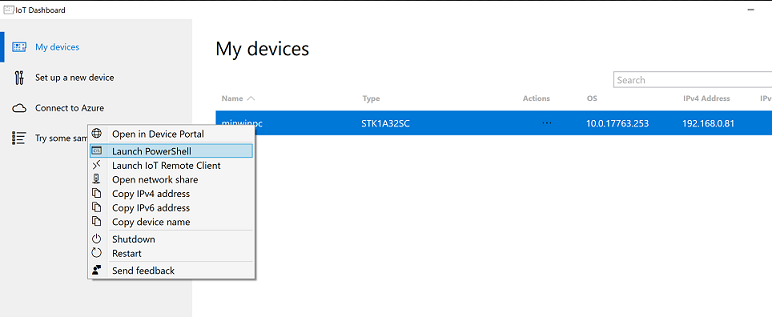 IoT Dashboard
My devices
Set up a new device
Connect to Azure
Try some sam
My devices
Search
Name Type Actions OS IPv4 Address IPv
minwinpc STK1A32SC ... 10.0.17763.253 192.168.0.81
Open in Device Portal
Launch PowerShell
Launch IoT Remote Client
Open network share
Copy IPv4 address
Copy IPv6 address
Copy device name
Shutdown
Restart
Send feedback